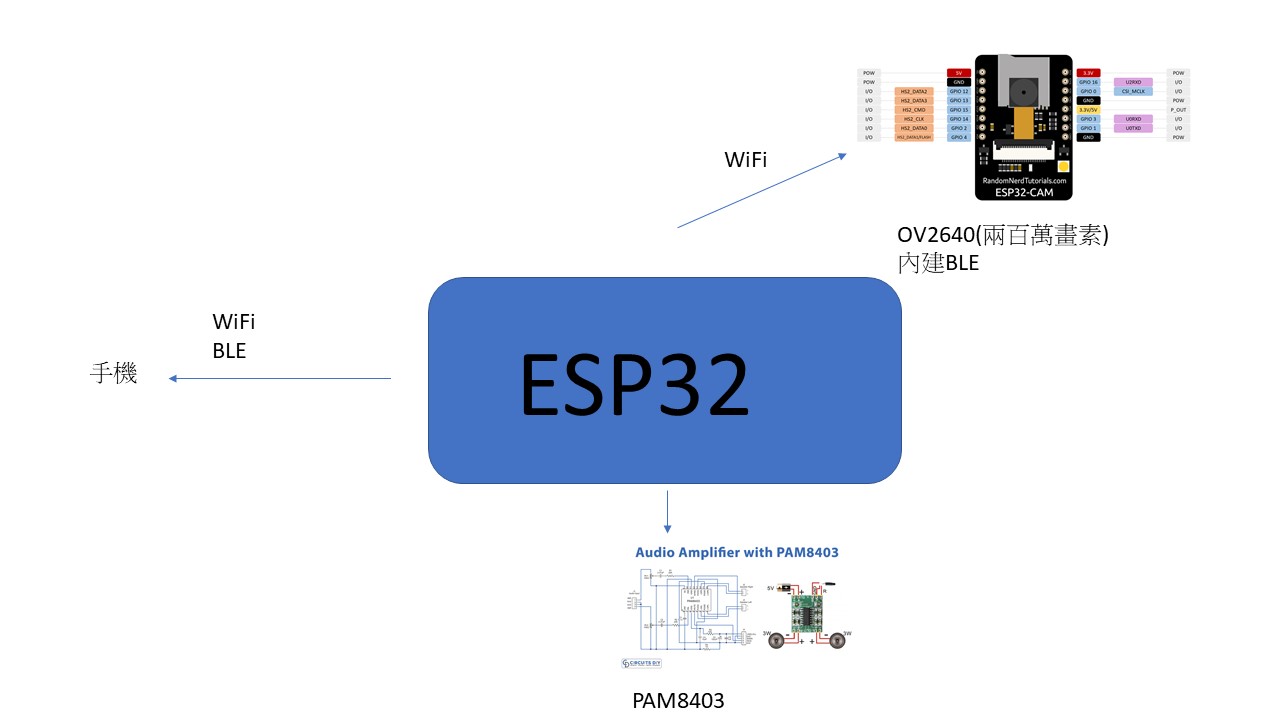 POW 5V 3.3V POW
POW GND GPIO 16 U2RXD I/O
I/O HS2_DATA2 GPIO 12 GPIO 0 CSI_MCLK I/O
I/O HS2_DATA3 GPIO 13 GND POW
I/O HS2_CMD GPIO 15 3.3V/5V P_OUT
I/O HS2_CLK GPIO 14 GPIO 3 U0RXD I/O
I/O HS2_DATA0 GPIO 2 GPIO 1 U0TXD I/O
I/O HS2_DATA1/FLASH GPIO 4 GND POW
WiFi
RandomNerdTutorials.com
ESP32-CAM
OV2640(兩百萬畫素)
內建BLE
WiFi
BLE
手機
ESP32
Audio Amplifier with PAM8403
5V
R
3W
3W
CIRCUITS DIY
PAM8403